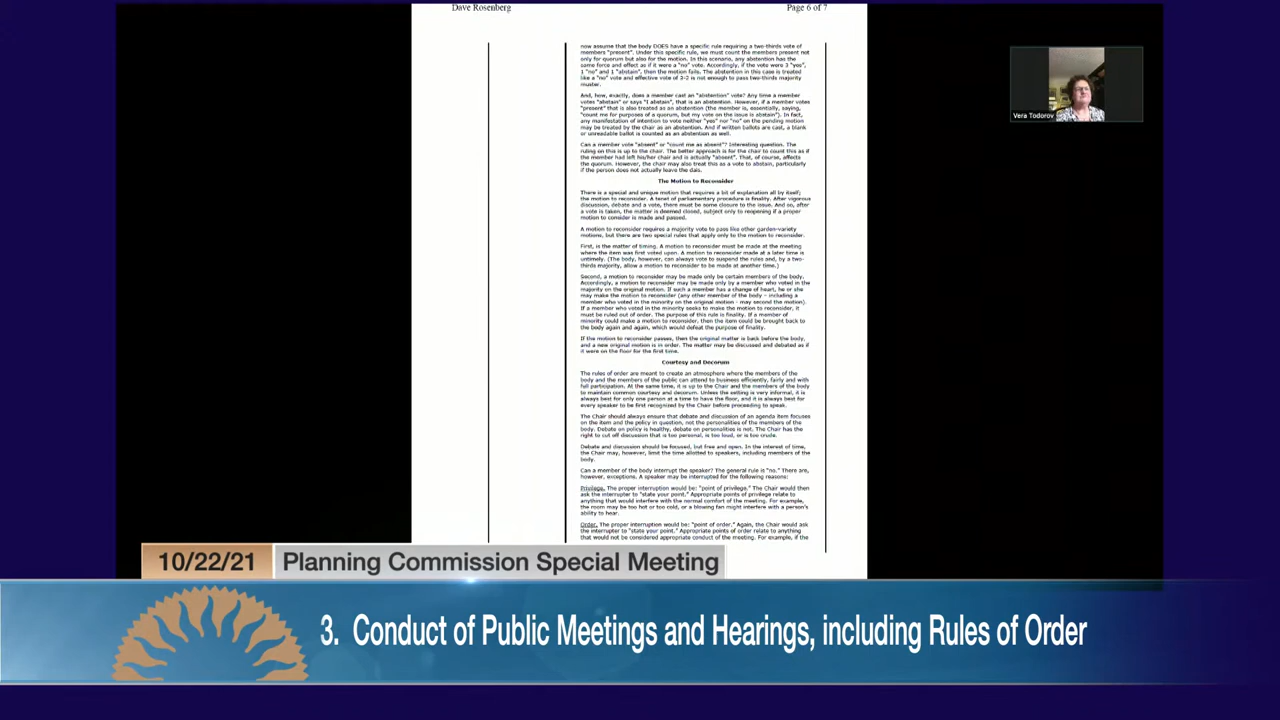 Dave Rosenberg
Page 6 of 7
now assume that the body DOES have a specific rule requiring a two-thirds vote of
members "present". Under this specific rule, we must count the members present not
only for quorum but also for the motion. In this scenario, any abstention has the
same force and effect as if it were a "no" vote. Accordingly, if the vote were 3 "yes",
1 "no" and 1 "abstain", then the motion fails. The abstention in this case is treated
like a "no" vote and effective vote of 3-2 is not enough to pass two-thirds majority
muster.
And, how, exactly, does a member cast an "abstention" vote? Any time a member
votes "abstain" or says "I abstain", that is an abstention. However, if a member votes
"present" that is also treated as an abstention (the member is, essentially, saying,
"count me for purposes of a quorum, but my vote on the issue is abstain"). In fact,
any manifestation of intention to vote neither "yes" nor "no" on the pending motion
may be treated by the chair as an abstention. And if written ballots are cast, a blank
or unreadable ballot is counted as an abstention as well.
Can a member vote "absent" or "count me as absent"? Interesting question. The
ruling on this is up to the chair. The better approach is for the chair to count this as if
the member had left his/her chair and is actually "absent". That, of course, affects
the quorum. However, the chair may also treat this as a vote to abstain, particularly
if the person does not actually leave the dais.
The Motion to Reconsider
There is a special and unique motion that requires a bit of explanation all by itself;
the motion to reconsider. A tenet of parliamentary procedure is finality. After vigorous
discussion, debate and a vote, there must be some closure to the issue. And so, after
a vote is taken, the matter is deemed closed, subject only to reopening if a proper
motion to consider is made and passed.
A motion to reconsider requires a majority vote to pass like other garden-variety
motions, but there are two special rules that apply only to the motion to reconsider.
First, is the matter of timing. A motion to reconsider must be made at the meeting
where the item was first voted upon. A motion to reconsider made at a later time is
untimely. (The body, however, can always vote to suspend the rules and, by a two-
thirds majority, allow a motion to reconsider to be made at another time.)
Second, a motion to reconsider may be made only be certain members of the body.
Accordingly, a motion to reconsider may be made only by a member who voted in the
majority on the original motion. If such a member has a change of heart, he or she
may make the motion to reconsider (any other member of the body – including a
member who voted in the minority on the original motion - may second the motion).
If a member who voted in the minority seeks to make the motion to reconsider, it
must be ruled out of order. The purpose of this rule is finality. If a member of
minority could make a motion to reconsider, then the item could be brought back to
the body again and again, which would defeat the purpose of finality.
If the motion to reconsider passes, then the original matter is back before the body,
and a new original motion is in order. The matter may be discussed and debated as if
it were on the floor for the first time.
Courtesy and Decorum
The rules of order are meant to create an atmosphere where the members of the
body and the members of the public can attend to business efficiently, fairly and with
full participation. At the same time, it is up to the Chair and the members of the body
to maintain common courtesy and decorum. Unless the setting is very informal, it is
always best for only one person at a time to have the floor, and it is always best for
every speaker to be first recognized by the Chair before proceeding to speak.
The Chair should always ensure that debate and discussion of an agenda item focuses
on the item and the policy in question, not the personalities of the members of the
body. Debate on policy is healthy, debate on personalities is not. The Chair has the
right to cut off discussion that is too personal, is too loud, or is too crude.
Debate and discussion should be focused, but free and open. In the interest of time,
the Chair may, however, limit the time allotted to speakers, including members of the
body.
Can a member of the body interrupt the speaker? The general rule is "no." There are,
however, exceptions. A speaker may be interrupted for the following reasons:
Privilege. The proper interruption would be: "point of privilege." The Chair would then
ask the interrupter to "state your point." Appropriate points of privilege relate to
anything that would interfere with the normal comfort of the meeting. For example,
the room may be too hot or too cold, or a blowing fan might interfere with a person's
ability to hear.
Order. The proper interruption would be: "point of order." Again, the Chair would ask
the interrupter to "state your point." Appropriate points of order relate to anything
that would not be considered appropriate conduct of the meeting. For example, if the
Vera Todorov
10/22/21
Planning Commission Special Meeting
3. Conduct of Public Meetings and Hearings, including Rules of Order